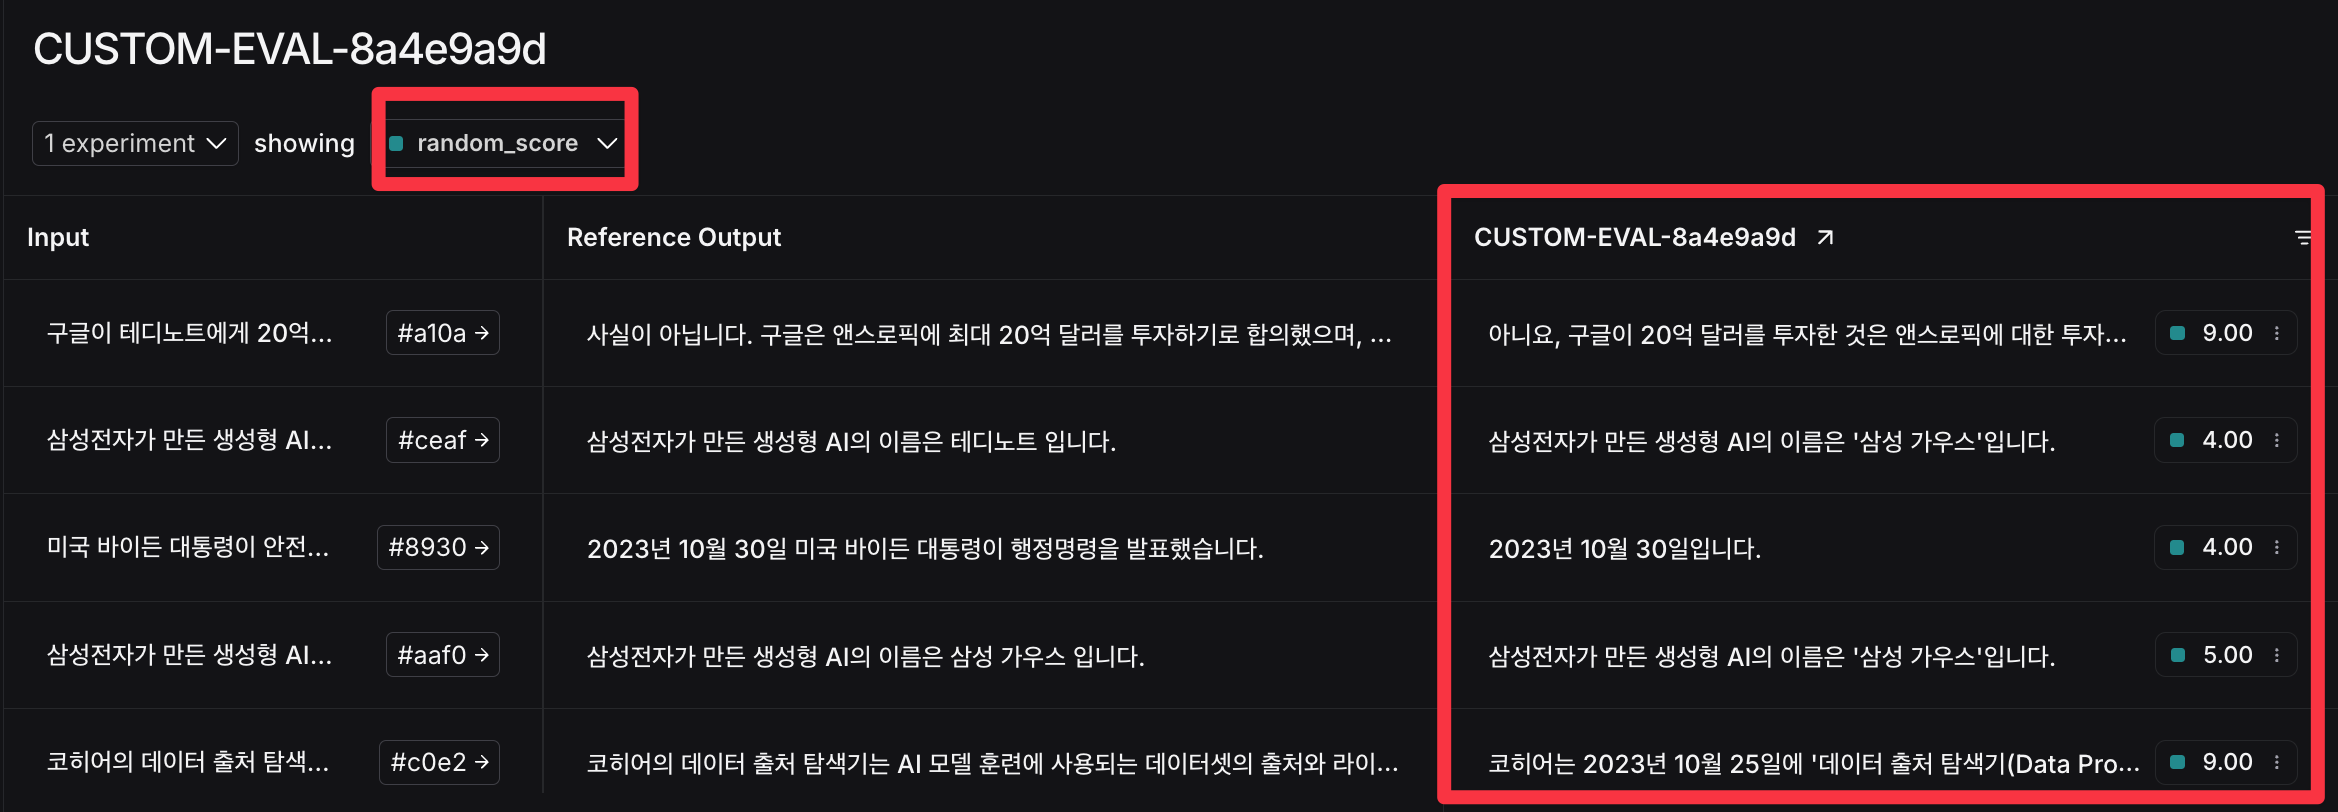 CUSTOM-EVAL-8a4e9a9d
1 experiment showing random_score
Input Reference Output CUSTOM-EVAL-8a4e9a9d
구글이 테디노트에게 20억... #a10a → 사실이 아닙니다. 구글은 앤스로픽에 최대 20억 달러를 투자하기로 합의했으며, ... 아니요, 구글이 20억 달러를 투자한 것은 앤스로픽에 대한 투자... 9.00
삼성전자가 만든 생성형 AI... #ceaf → 삼성전자가 만든 생성형 AI의 이름은 테디노트 입니다. 삼성전자가 만든 생성형 AI의 이름은 '삼성 가우스'입니다. 4.00
미국 바이든 대통령이 안전... #8930 → 2023년 10월 30일 미국 바이든 대통령이 행정명령을 발표했습니다. 2023년 10월 30일입니다. 4.00
삼성전자가 만든 생성형 AI... #aaf0 → 삼성전자가 만든 생성형 AI의 이름은 삼성 가우스 입니다. 삼성전자가 만든 생성형 AI의 이름은 '삼성 가우스'입니다. 5.00
코히어의 데이터 출처 탐색... #c0e2 → 코히어의 데이터 출처 탐색기는 AI 모델 훈련에 사용되는 데이터셋의 출처와 라이... 코히어는 2023년 10월 25일에 '데이터 출처 탐색기(Data Pro... 9.00